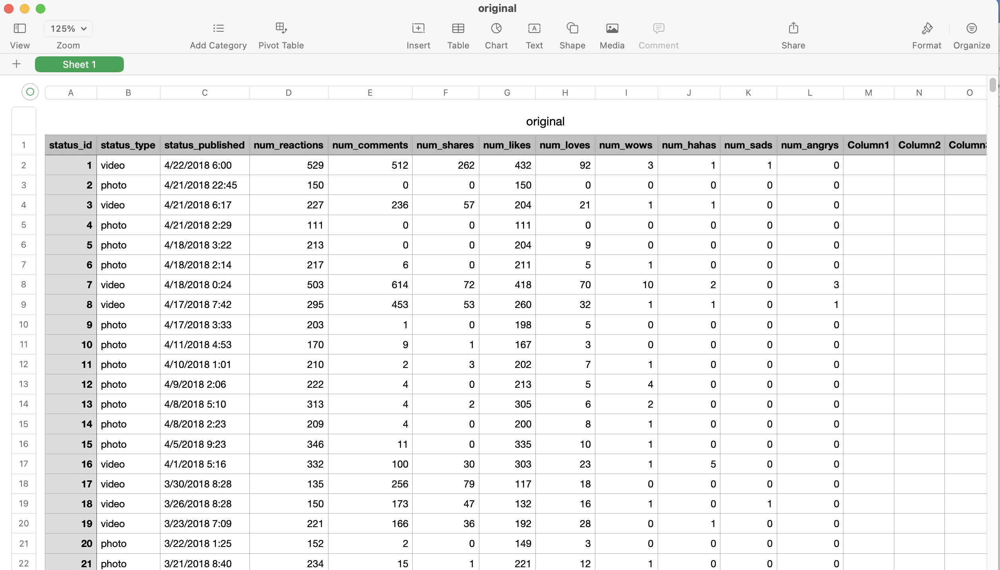 original
125%
View Zoom Add Category Pivot Table Insert Table Chart Text Shape Media Comment Share Format Organize
Sheet 1
A B C D E F G H I J K L M N O
original
1 status_id status_type status_published num_reactions num_comments num_shares num_likes num_loves num_wows num_hahas num_sads num_angrys Column1 Column2 Column3
2 1 video 4/22/2018 6:00 529 512 262 432 92 3 1 1 0
3 2 photo 4/21/2018 22:45 150 0 0 150 0 0 0 0 0
4 3 video 4/21/2018 6:17 227 236 57 204 21 1 1 0 0
5 4 photo 4/21/2018 2:29 111 0 0 111 0 0 0 0 0
6 5 photo 4/18/2018 3:22 213 0 0 204 9 0 0 0 0
7 6 photo 4/18/2018 2:14 217 6 0 211 5 1 0 0 0
8 7 video 4/18/2018 0:24 503 614 72 418 70 10 2 0 3
9 8 video 4/17/2018 7:42 295 453 53 260 32 1 1 0 1
10 9 photo 4/17/2018 3:33 203 1 0 198 5 0 0 0 0
11 10 photo 4/11/2018 4:53 170 9 1 167 3 0 0 0 0
12 11 photo 4/10/2018 1:01 210 2 3 202 7 1 0 0 0
13 12 photo 4/9/2018 2:06 222 4 0 213 5 4 0 0 0
14 13 photo 4/8/2018 5:10 313 4 2 305 6 2 0 0 0
15 14 photo 4/8/2018 2:23 209 4 0 200 8 1 0 0 0
16 15 photo 4/5/2018 9:23 346 11 0 335 10 1 0 0 0
17 16 video 4/1/2018 5:16 332 100 30 303 23 1 5 0 0
18 17 video 3/30/2018 8:28 135 256 79 117 18 0 0 0 0
19 18 video 3/26/2018 8:28 150 173 47 132 16 1 0 1 0
20 19 video 3/23/2018 7:09 221 166 36 192 28 0 1 0 0
21 20 photo 3/22/2018 1:25 152 2 0 149 3 0 0 0 0
22 21 photo 3/21/2018 8:40 234 15 1 221 12 1 0 0 0